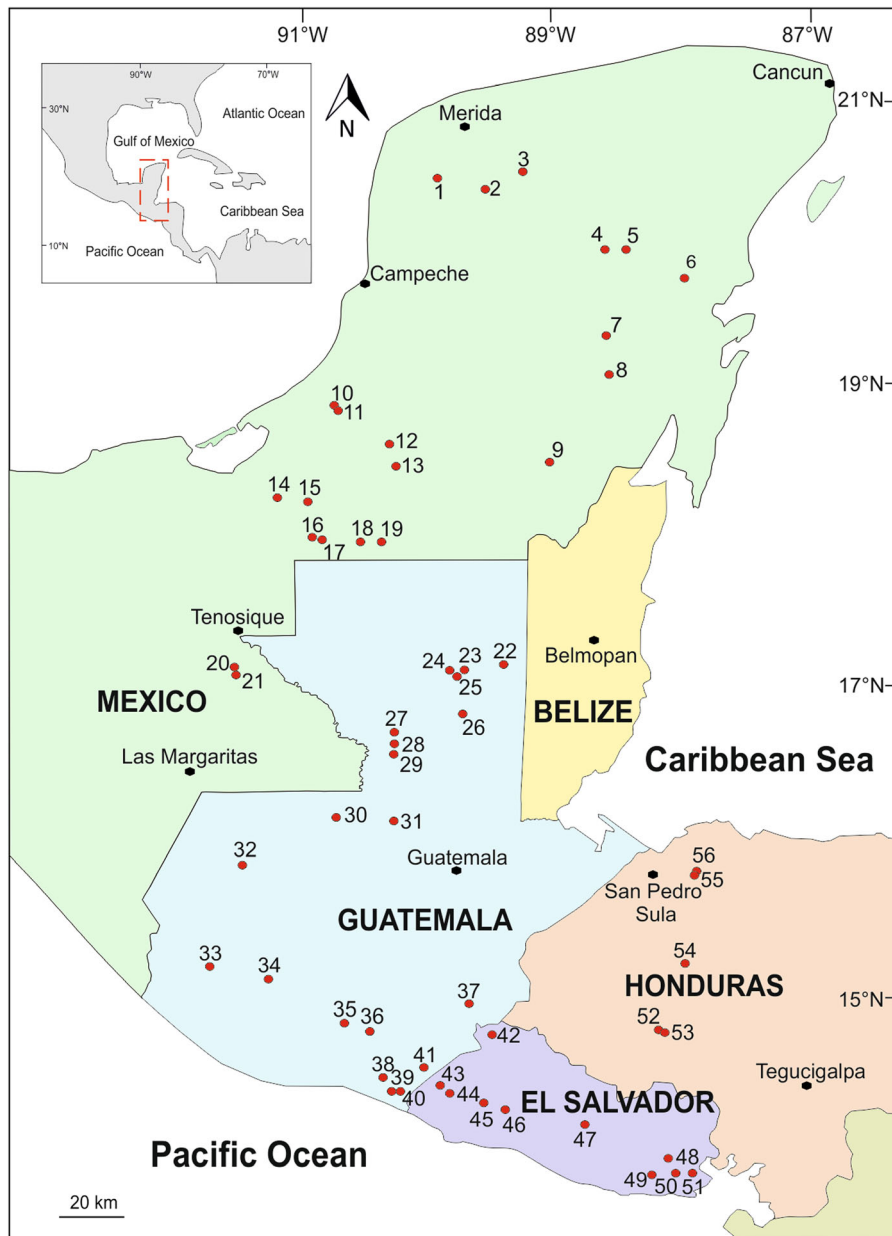 91°W
89°W
87°W
90°W
70°W
30°N
Atlantic Ocean
Gulf of Mexico
Caribbean Sea
10°N
Pacific Ocean
N
Cancun
21°N
Merida
3
1
2
4
5
6
Campeche
7
8
19°N
10
11
12
13
9
14
15
16
17
18
19
Tenosique
Belmopan
20
21
24
23
22
25
26
17°N
MEXICO
BELIZE
27
28
29
Las Margaritas
Caribbean Sea
30
31
32
Guatemala
56
55
San Pedro
Sula
GUATEMALA
33
34
54
HONDURAS
37
15°N
35
36
42
52
53
41
38
39
40
43
44
45
46
EL SALVADOR
Tegucigalpa
47
Pacific Ocean
48
49
50
51
20 km